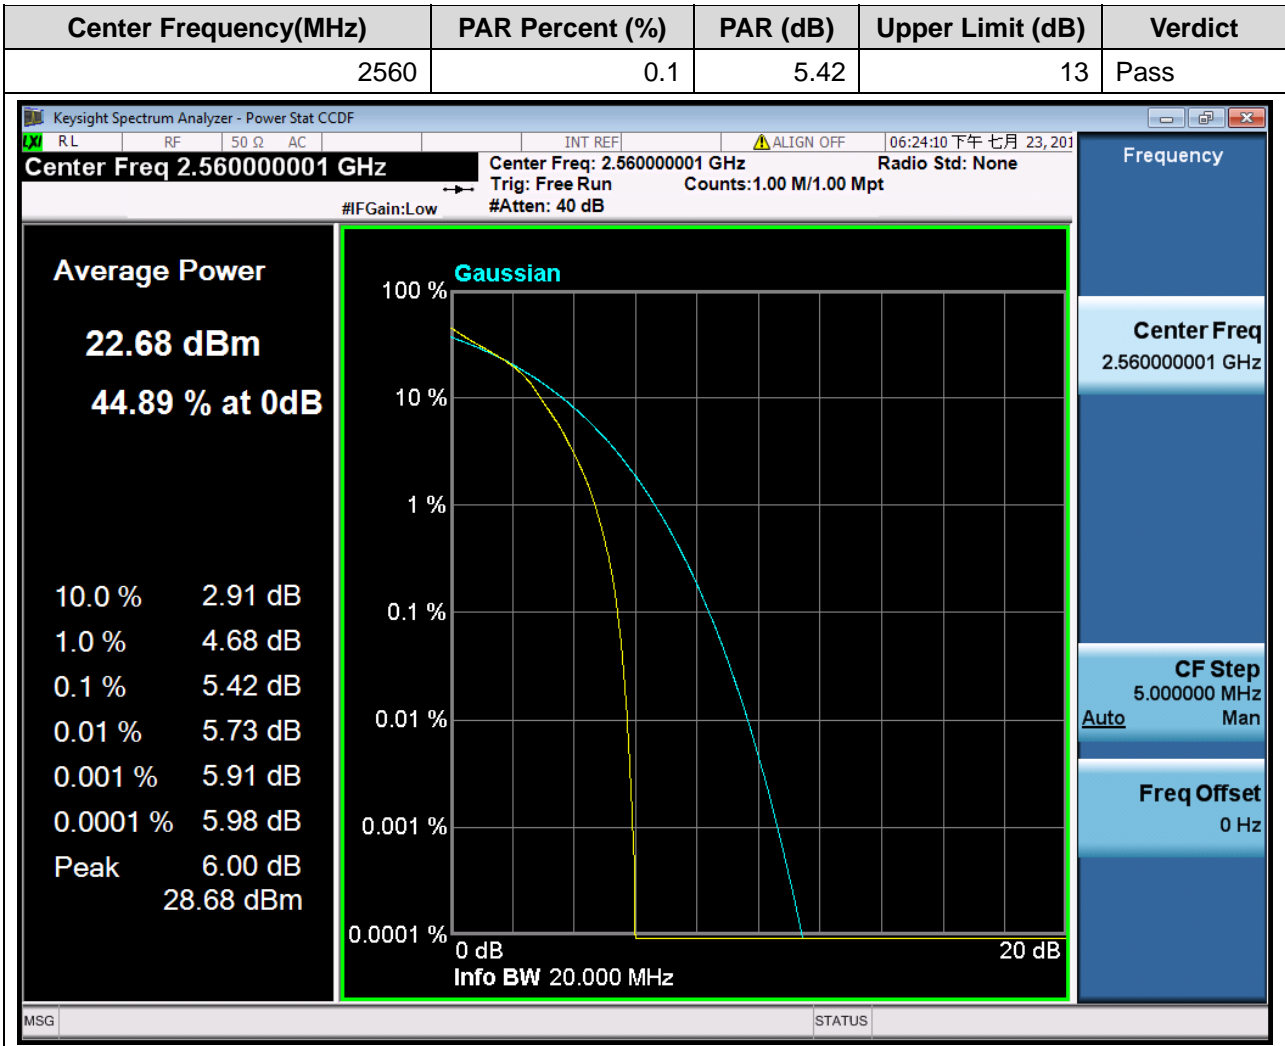 Center Frequency(MHz) PAR Percent (%) PAR (dB) Upper Limit (dB) Verdict
2560 0.1 5.42 13 Pass
Keysight Spectrum Analyzer - Power Stat CCDF
LXI RL RF 50 Ω AC INT REF ALIGN OFF 06:24:10 下午 七月 23, 201
Center Freq 2.560000001 GHz
Center Freq: 2.560000001 GHz Radio Std: None
Trig: Free Run Counts:1.00 M/1.00 Mpt
#IFGain:Low #Atten: 40 dB
Average Power
22.68 dBm
44.89 % at 0dB
10.0 % 2.91 dB
1.0 % 4.68 dB
0.1 % 5.42 dB
0.01 % 5.73 dB
0.001 % 5.91 dB
0.0001 % 5.98 dB
Peak 6.00 dB
28.68 dBm
Gaussian
100 %
10 %
1 %
0.1 %
0.01 %
0.001 %
0.0001 %
0 dB 20 dB
Info BW 20.000 MHz
Frequency
Center Freq
2.560000001 GHz
CF Step
5.000000 MHz
Auto Man
Freq Offset
0 Hz
MSG STATUS